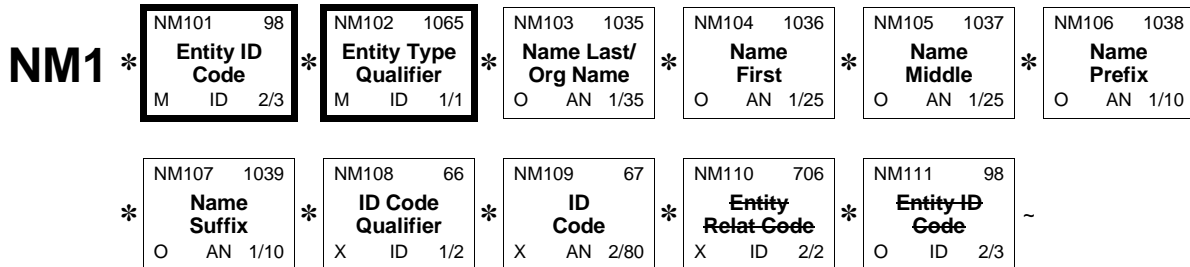 NM101 98 NM102 1065 NM103 1035 NM104 1036 NM105 1037 NM106 1038
NM1 * Entity ID Code * Entity Type Qualifier * Name Last/ Org Name * Name First * Name Middle * Name Prefix
M ID 2/3 M ID 1/1 O AN 1/35 O AN 1/25 O AN 1/25 O AN 1/10
NM107 1039 NM108 66 NM109 67 NM110 706 NM111 98
* Name Suffix * ID Code Qualifier * ID Code * Entity Relat Code * Entity ID Code ~
O AN 1/10 X ID 1/2 X AN 2/80 X ID 2/2 O ID 2/3